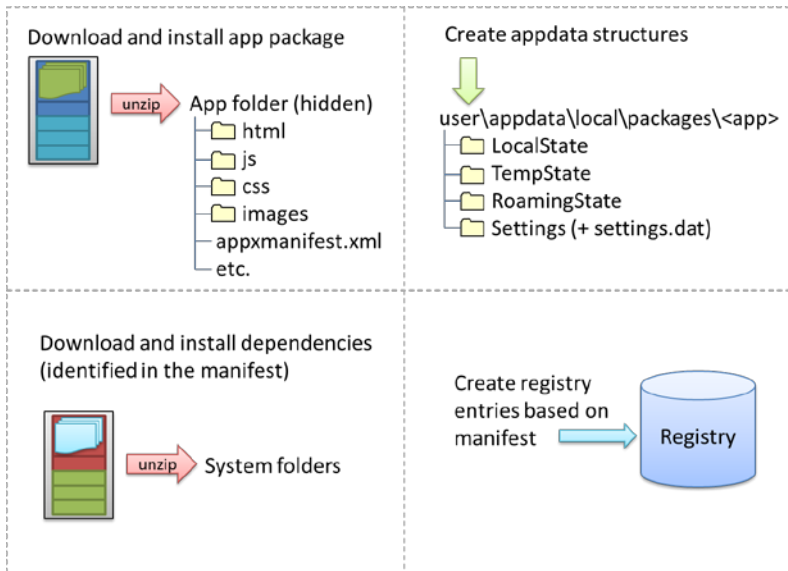 Download and install app package
unzip
App folder (hidden)
html
js
css
images
appxmanifest.xml
etc.
Create appdata structures
user\appdata\local\packages\<app>
LocalState
TempState
RoamingState
Settings (+ settings.dat)
Download and install dependencies
(identified in the manifest)
unzip
System folders
Create registry
entries based on
manifest
Registry